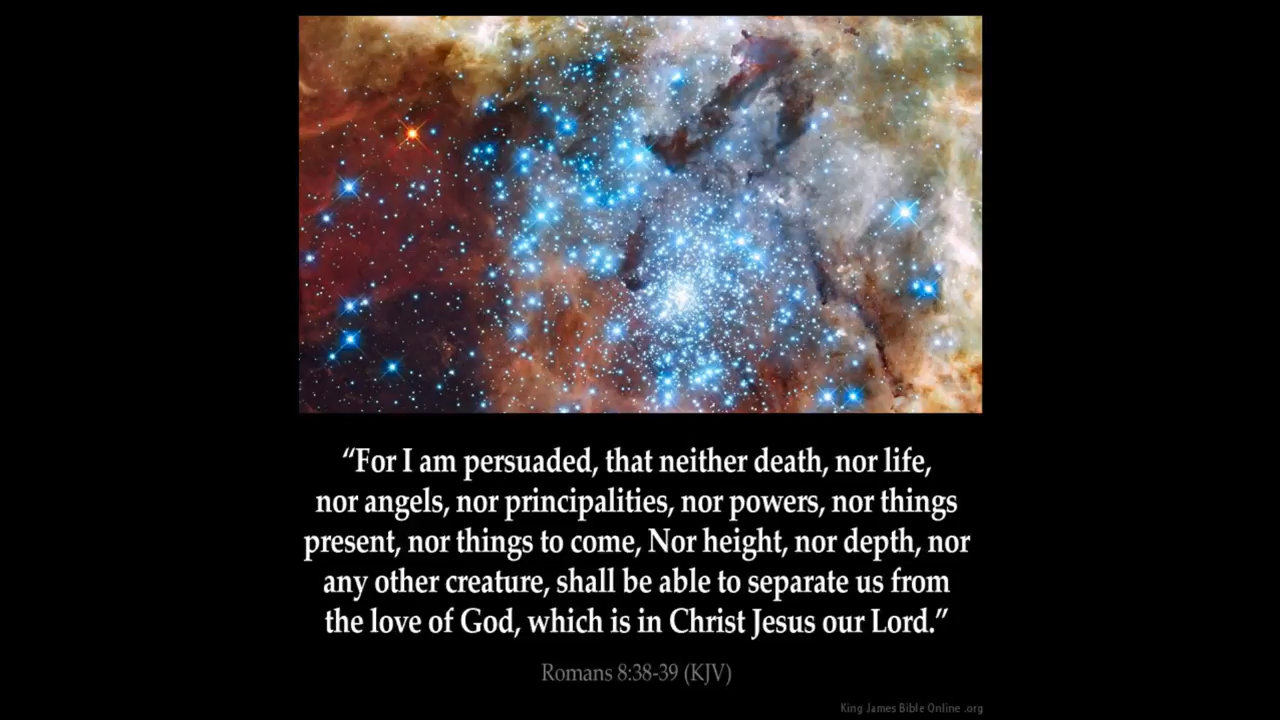 “For I am persuaded, that neither death, nor life,
nor angels, nor principalities, nor powers, nor things
present, nor things to come, Nor height, nor depth, nor
any other creature, shall be able to separate us from
the love of God, which is in Christ Jesus our Lord.”
Romans 8:38-39 (KJV)
King James Bible Online .org